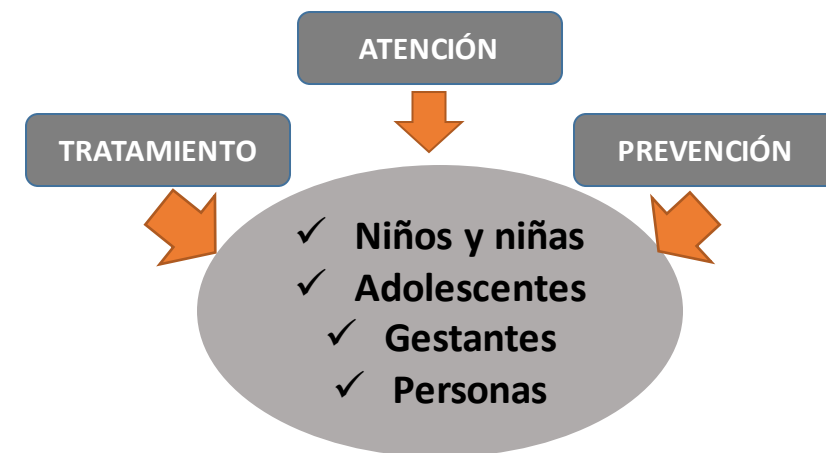 ATENCIÓN
TRATAMIENTO
PREVENCIÓN
✓ Niños y niñas
✓ Adolescentes
✓ Gestantes
✓ Personas